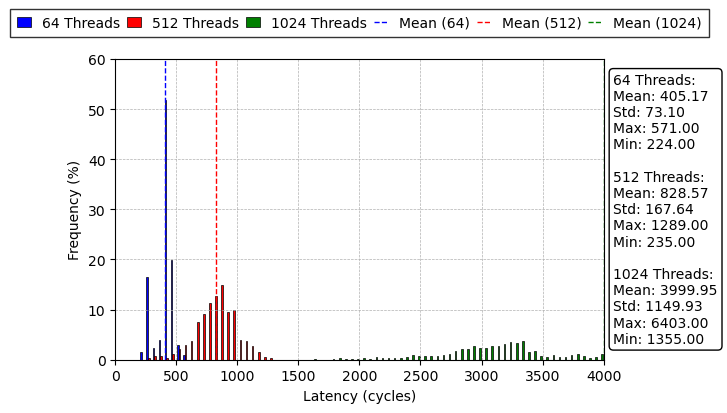 64 Threads 512 Threads 1024 Threads Mean (64) Mean (512) Mean (1024)
60
50
40
30
20
10
0
Frequency (%)
0 500 1000 1500 2000 2500 3000 3500 4000
Latency (cycles)
64 Threads:
Mean: 405.17
Std: 73.10
Max: 571.00
Min: 224.00
512 Threads:
Mean: 828.57
Std: 167.64
Max: 1289.00
Min: 235.00
1024 Threads:
Mean: 3999.95
Std: 1149.93
Max: 6403.00
Min: 1355.00